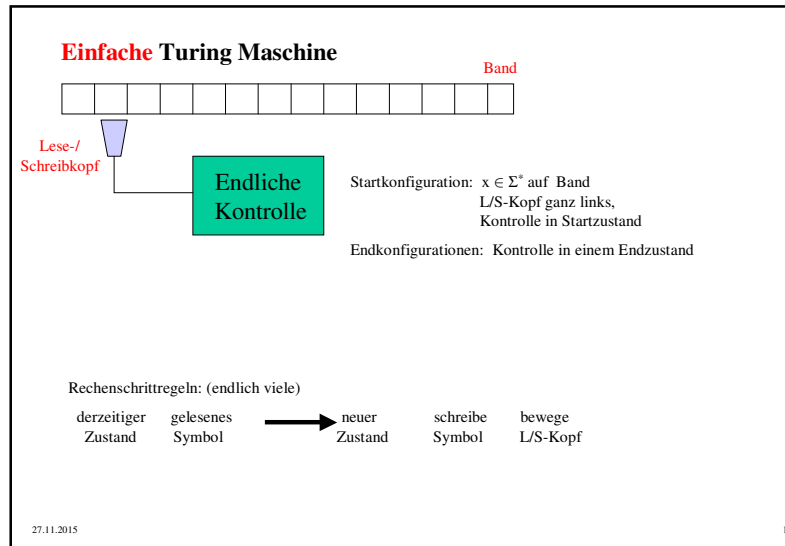 Einfache Turing Maschine
Band
Lese-/
Schreibkopf
Endliche
Kontrolle
Startkonfiguration: x ∈ Σ* auf Band
L/S-Kopf ganz links,
Kontrolle in Startzustand
Endkonfigurationen: Kontrolle in einem Endzustand
Rechenschrittregeln: (endlich viele)
derzeitiger gelesenes neuer schreibe bewege
Zustand Symbol Zustand Symbol L/S-Kopf
27.11.2015